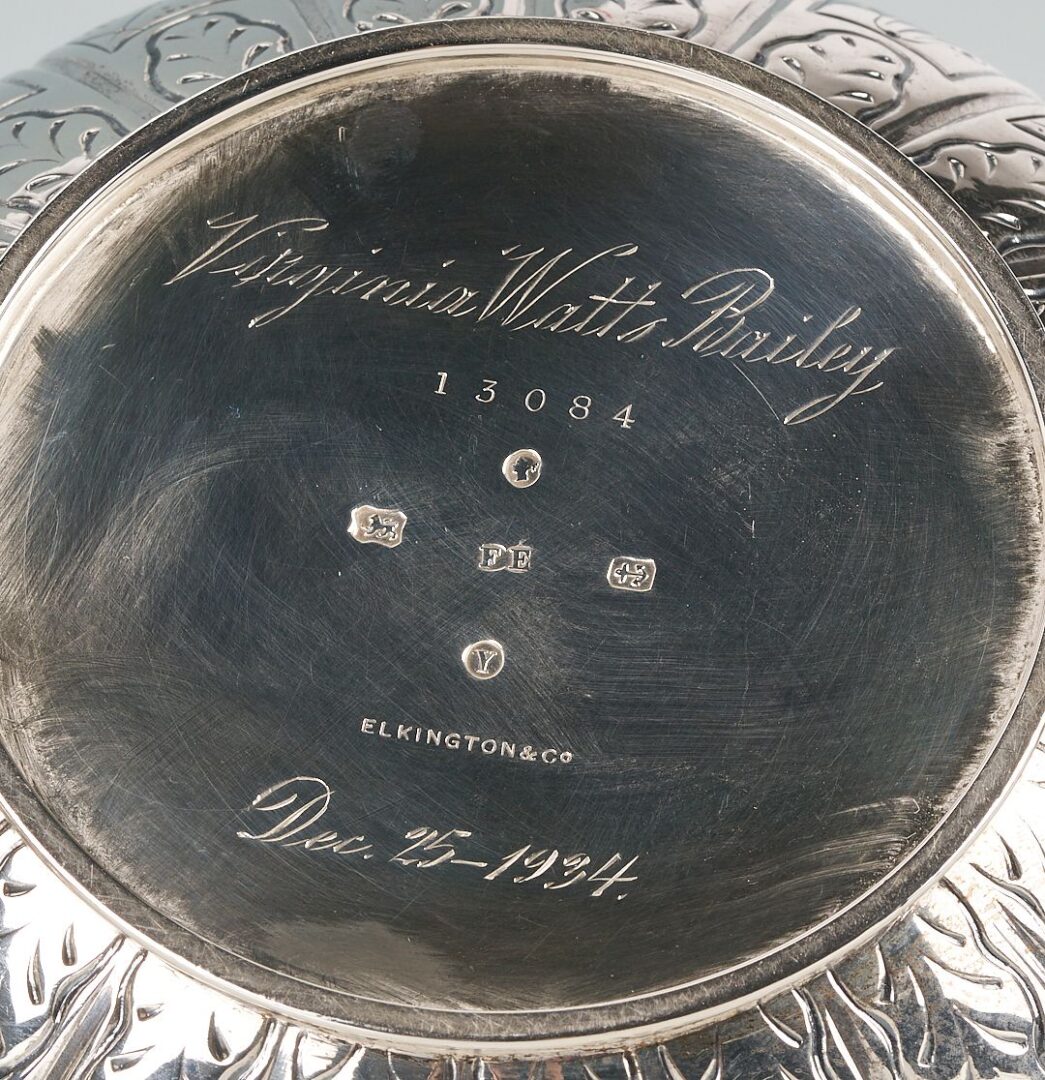 Virginia Watts Bailey
13084
FE
Y
ELKINGTON & Co
Dec. 25–1934.